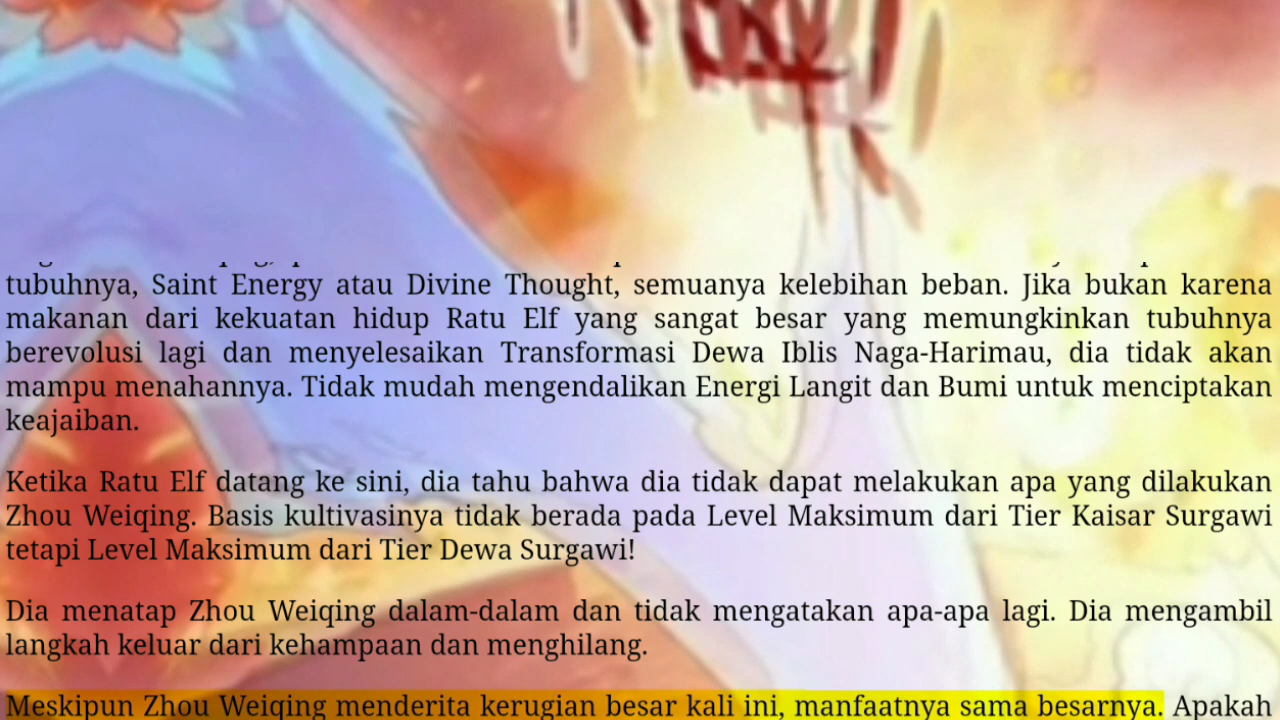 tubuhnya, Saint Energy atau Divine Thought, semuanya kelebihan beban. Jika bukan karena
makanan dari kekuatan hidup Ratu Elf yang sangat besar yang memungkinkan tubuhnya
berevolusi lagi dan menyelesaikan Transformasi Dewa Iblis Naga-Harimau, dia tidak akan
mampu menahannya. Tidak mudah mengendalikan Energi Langit dan Bumi untuk menciptakan
keajaiban.
Ketika Ratu Elf datang ke sini, dia tahu bahwa dia tidak dapat melakukan apa yang dilakukan
Zhou Weiqing. Basis kultivasinya tidak berada pada Level Maksimum dari Tier Kaisar Surgawi
tetapi Level Maksimum dari Tier Dewa Surgawi!
Dia menatap Zhou Weiqing dalam-dalam dan tidak mengatakan apa-apa lagi. Dia mengambil
langkah keluar dari kehampaan dan menghilang.
Meskipun Zhou Weiqing menderita kerugian besar kali ini, manfaatnya sama besarnya. Apakah